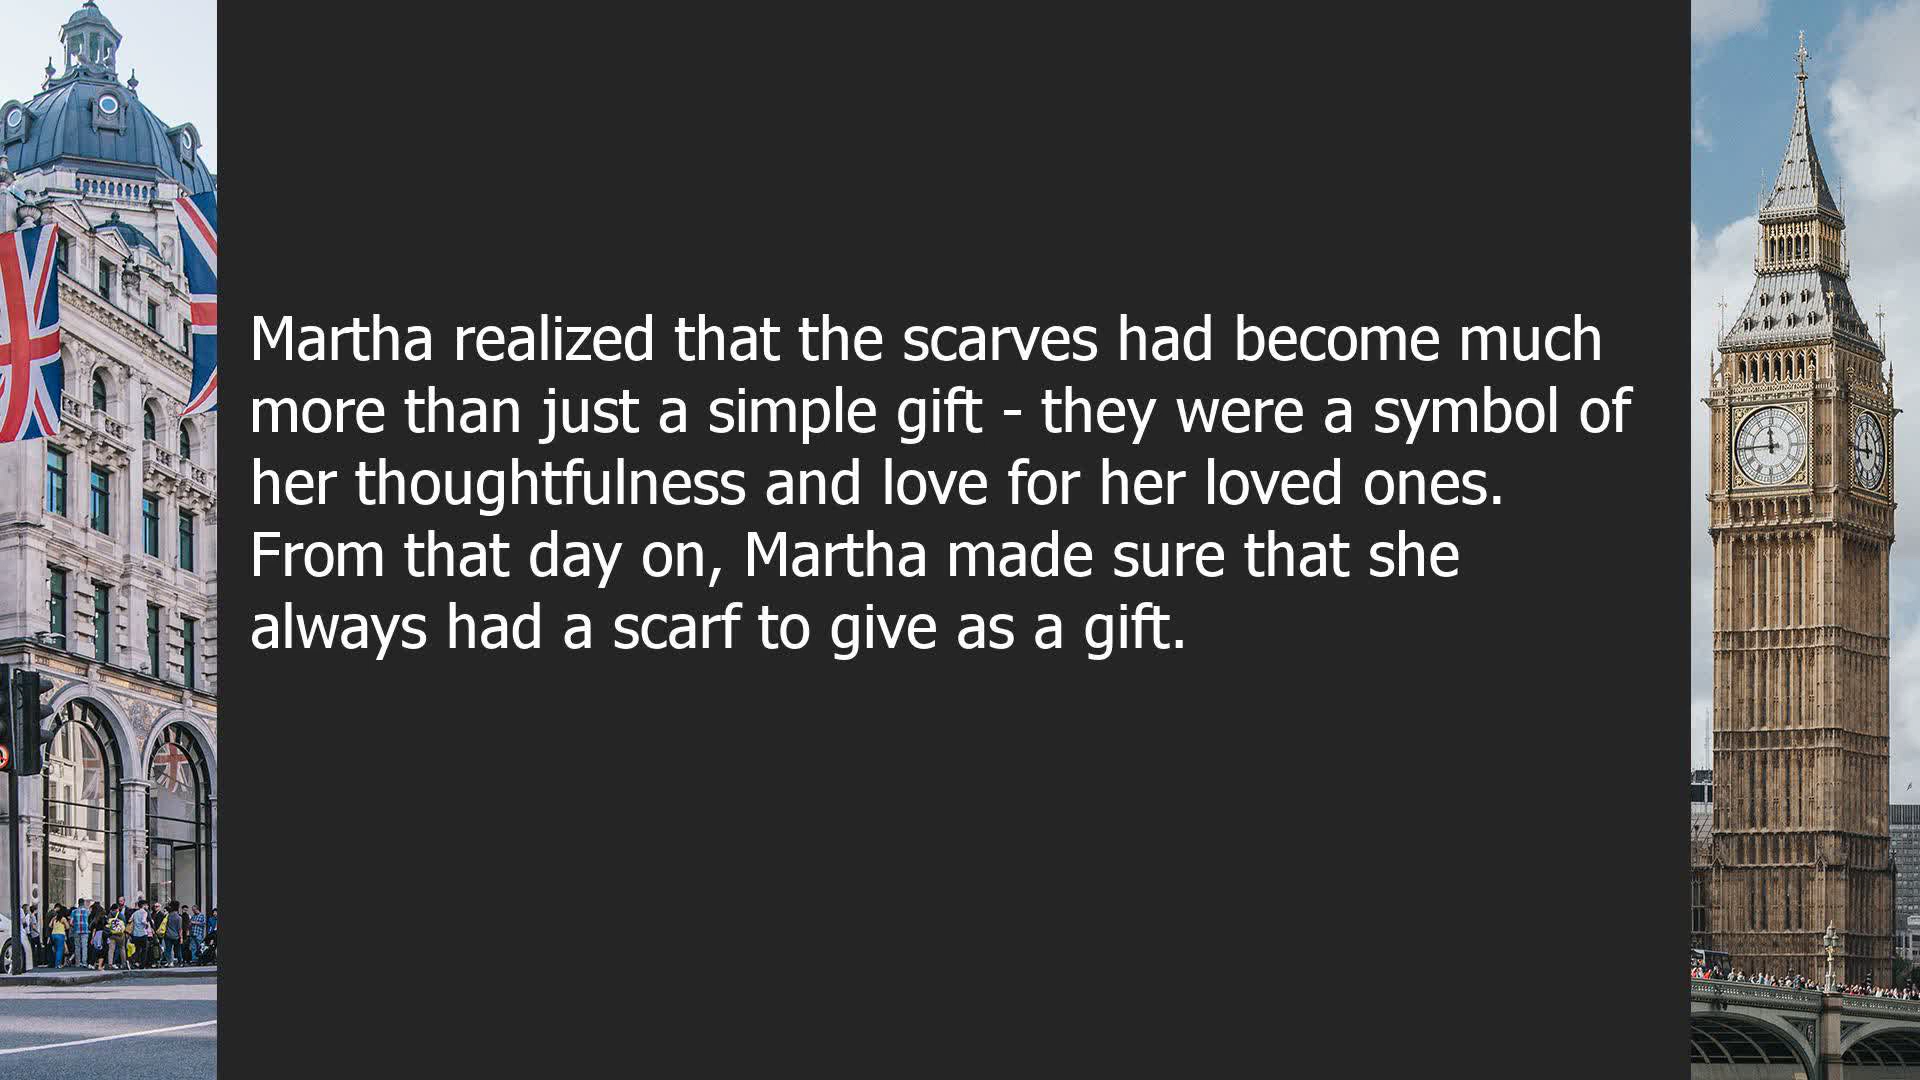 Martha realized that the scarves had become much
more than just a simple gift - they were a symbol of
her thoughtfulness and love for her loved ones.
From that day on, Martha made sure that she
always had a scarf to give as a gift.